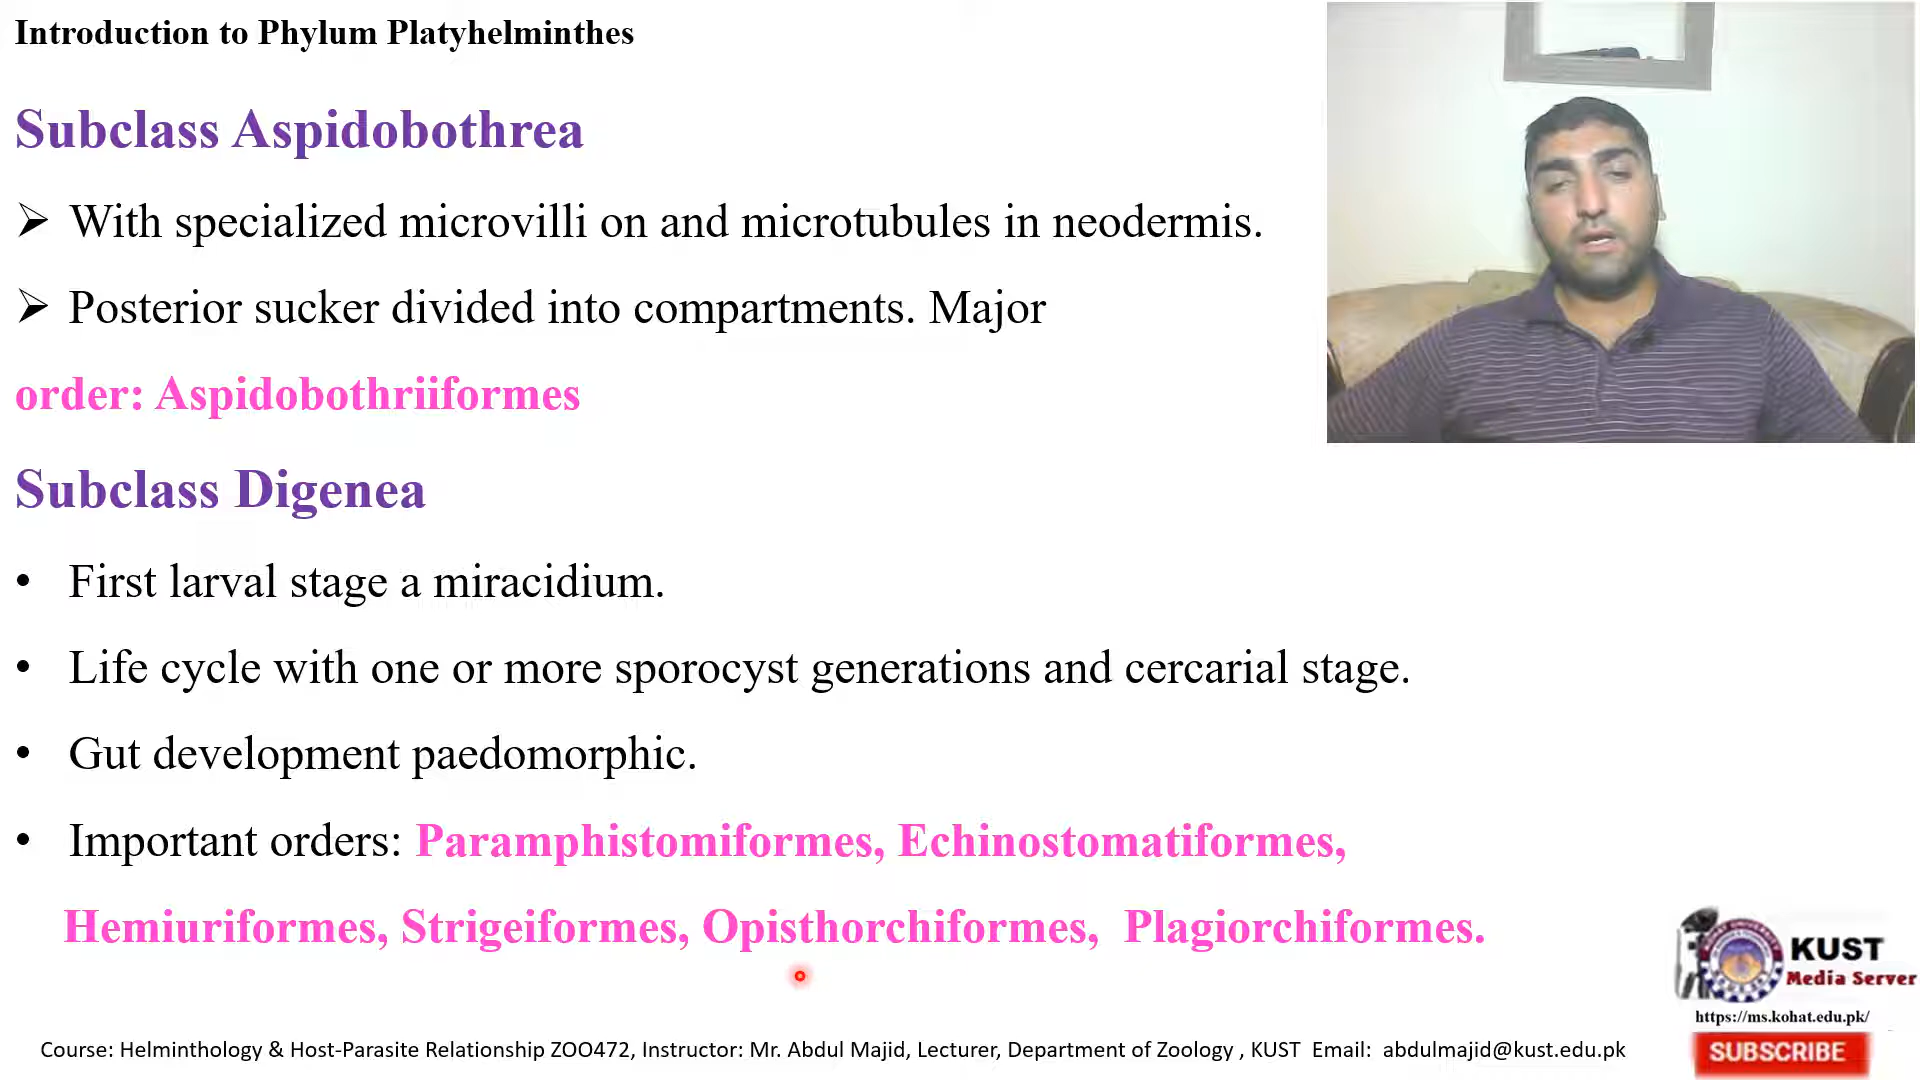 Introduction to Phylum Platyhelminthes
Subclass Aspidobothrea
➢ With specialized microvilli on and microtubules in neodermis.
➢ Posterior sucker divided into compartments. Major
order: Aspidobothriiformes
Subclass Digenea
• First larval stage a miracidium.
• Life cycle with one or more sporocyst generations and cercarial stage.
• Gut development paedomorphic.
• Important orders: Paramphistomiformes, Echinostomatiformes,
Hemiuriformes, Strigeiformes, Opisthorchiformes, Plagiorchiformes.
KUST
Media Server
https://ms.kohat.edu.pk/
SUBSCRIBE
Course: Helminthology & Host-Parasite Relationship ZOO472, Instructor: Mr. Abdul Majid, Lecturer, Department of Zoology , KUST Email: abdulmajid@kust.edu.pk